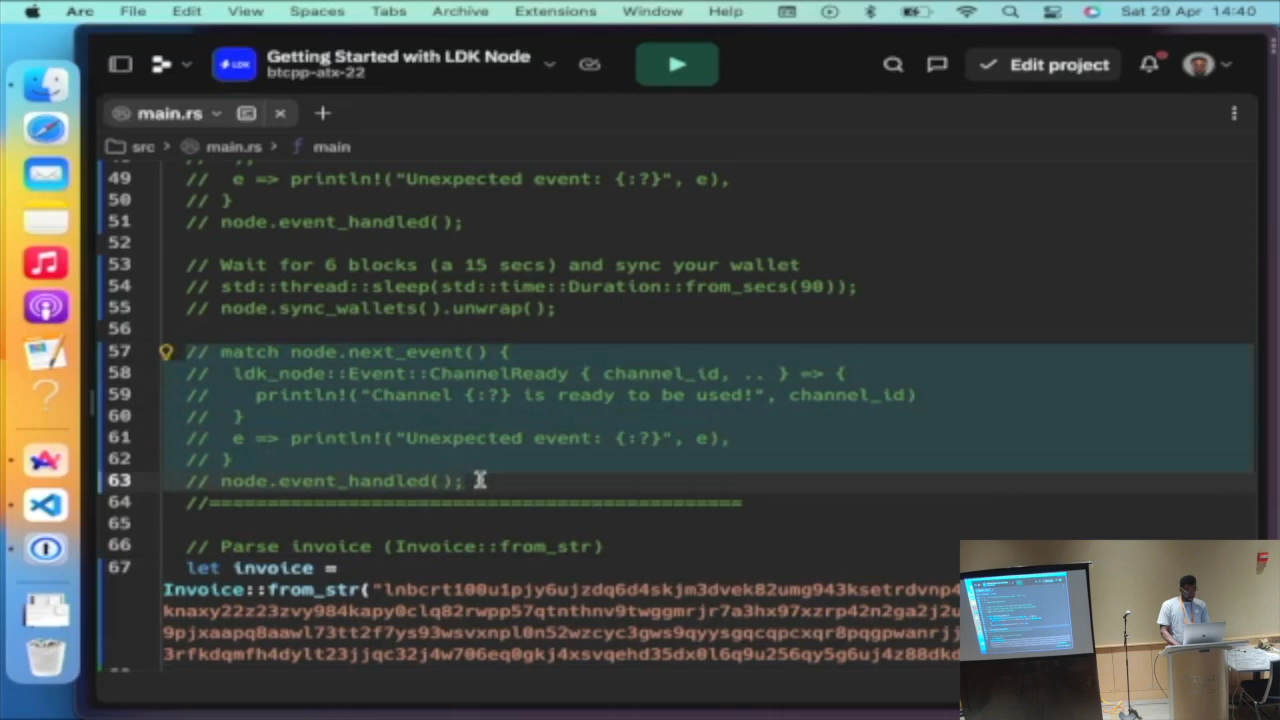 Arc File Edit View Spaces Tabs Archive Extensions Window Help Sat 29 Apr 14:40
LDK Getting Started with LDK Node
btcpp-atx-22
Edit project
main.rs
src > main.rs > f main
49 // e => println!("Unexpected event: {:?}", e),
50 // }
51 // node.event_handled();
52
53 // Wait for 6 blocks (a 15 secs) and sync your wallet
54 // std::thread::sleep(std::time::Duration::from_secs(90));
55 // node.sync_wallets().unwrap();
56
57 // match node.next_event() {
58 // ldk_node::Event::ChannelReady { channel_id, .. } => {
59 // println!("Channel {:?} is ready to be used!", channel_id)
60 // }
61 // e => println!("Unexpected event: {:?}", e),
62 // }
63 // node.event_handled();
64 //==============================================
65
66 // Parse invoice (Invoice::from_str)
67 let invoice =
Invoice::from_str(